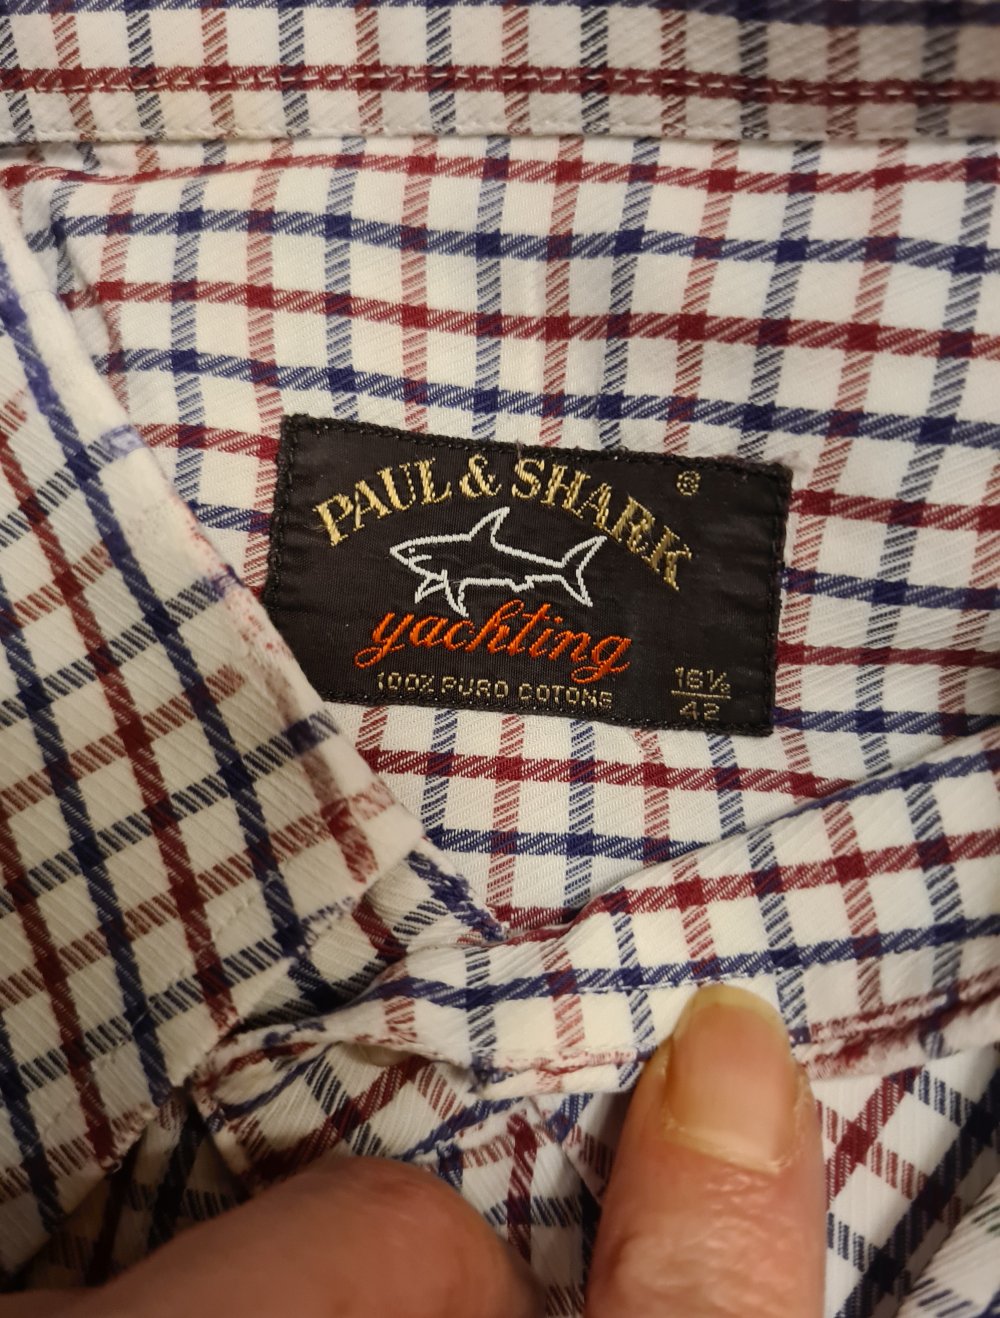 PAUL & SHARK ®
yachting
100% PURO COTONE
16½
42